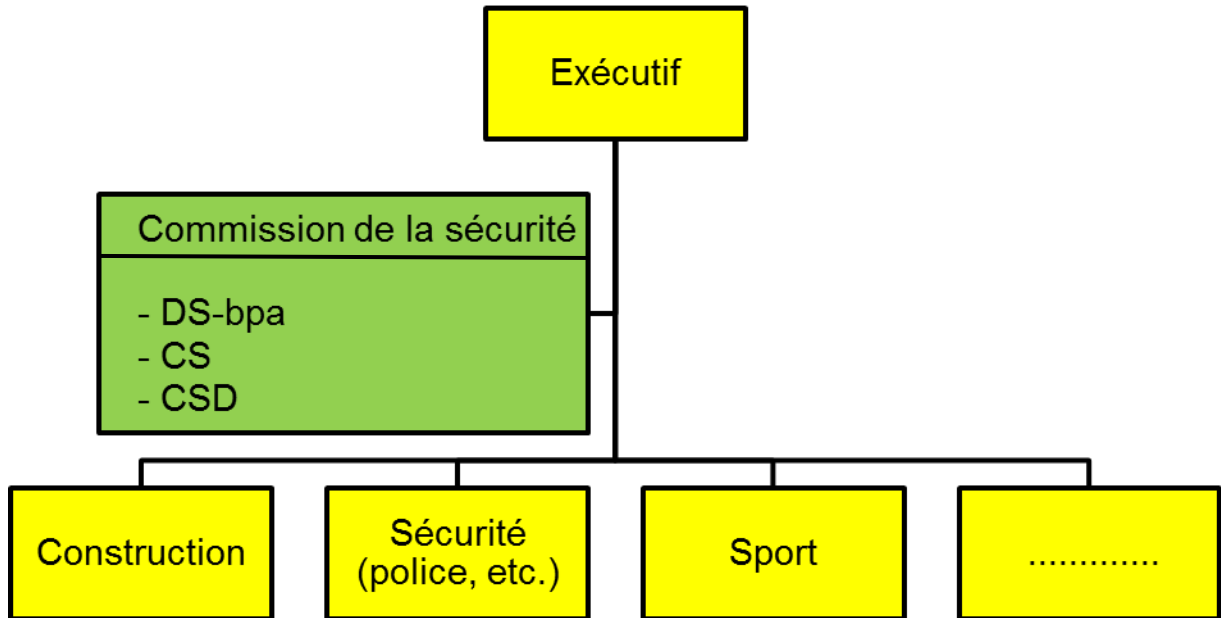 Exécutif
Commission de la sécurité
- DS-bpa
- CS
- CSD
Construction
Sécurité
(police, etc.)
Sport
.............